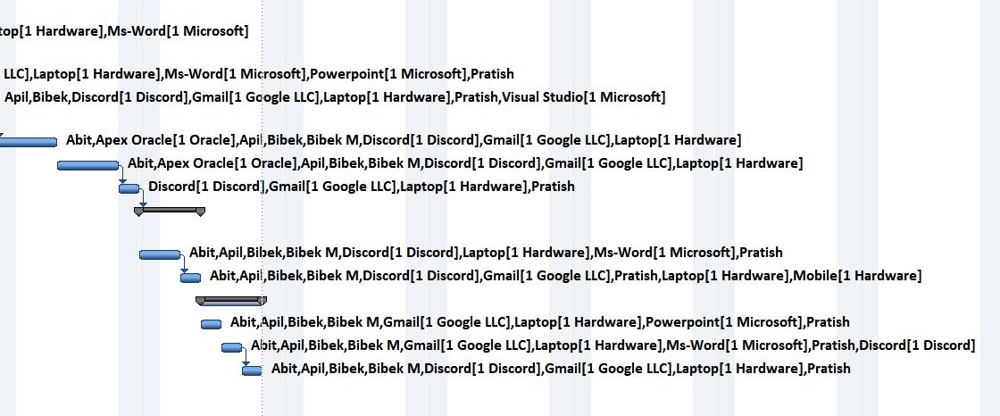 top[1 Hardware],Ms-Word[1 Microsoft]
LLC],Laptop[1 Hardware],Ms-Word[1 Microsoft],Powerpoint[1 Microsoft],Pratish
Apil,Bibek,Discord[1 Discord],Gmail[1 Google LLC],Laptop[1 Hardware],Pratish,Visual Studio[1 Microsoft]
Abit,Apex Oracle[1 Oracle],Apil,Bibek,Bibek M,Discord[1 Discord],Gmail[1 Google LLC],Laptop[1 Hardware]
Abit,Apex Oracle[1 Oracle],Apil,Bibek,Bibek M,Discord[1 Discord],Gmail[1 Google LLC],Laptop[1 Hardware]
Discord[1 Discord],Gmail[1 Google LLC],Laptop[1 Hardware],Pratish
Abit,Apil,Bibek,Bibek M,Discord[1 Discord],Laptop[1 Hardware],Ms-Word[1 Microsoft],Pratish
Abit,Apil,Bibek,Bibek M,Discord[1 Discord],Gmail[1 Google LLC],Pratish,Laptop[1 Hardware],Mobile[1 Hardware]
Abit,Apil,Bibek,Bibek M,Gmail[1 Google LLC],Laptop[1 Hardware],Powerpoint[1 Microsoft],Pratish
Abit,Apil,Bibek,Bibek M,Gmail[1 Google LLC],Laptop[1 Hardware],Ms-Word[1 Microsoft],Pratish,Discord[1 Discord]
Abit,Apil,Bibek,Bibek M,Discord[1 Discord],Gmail[1 Google LLC],Laptop[1 Hardware],Pratish